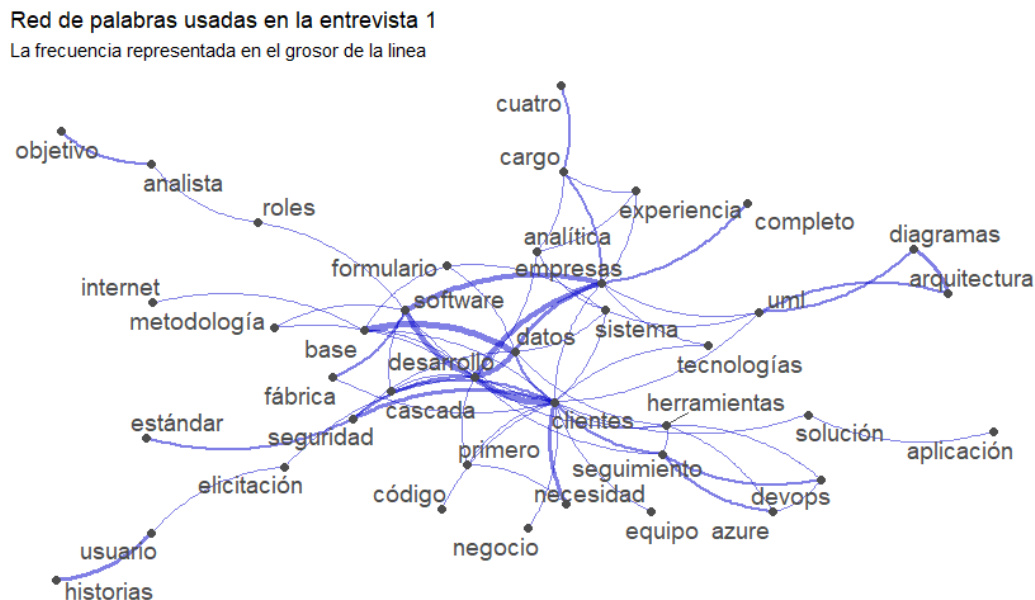 Red de palabras usadas en la entrevista 1
La frecuencia representada en el grosor de la linea
cuatro
objetivo
cargo
analista
roles
experiencia
completo
analítica
diagramas
formulario
empresas
internet
arquitectura
software
uml
metodología
sistema
base
datos
desarrollo
tecnologías
fábrica
cascada
herramientas
estándar
clientes
seguridad
solución
primero
aplicación
seguimiento
elicitación
código
necesidad
devops
equipo
azure
negocio
usuario
historias